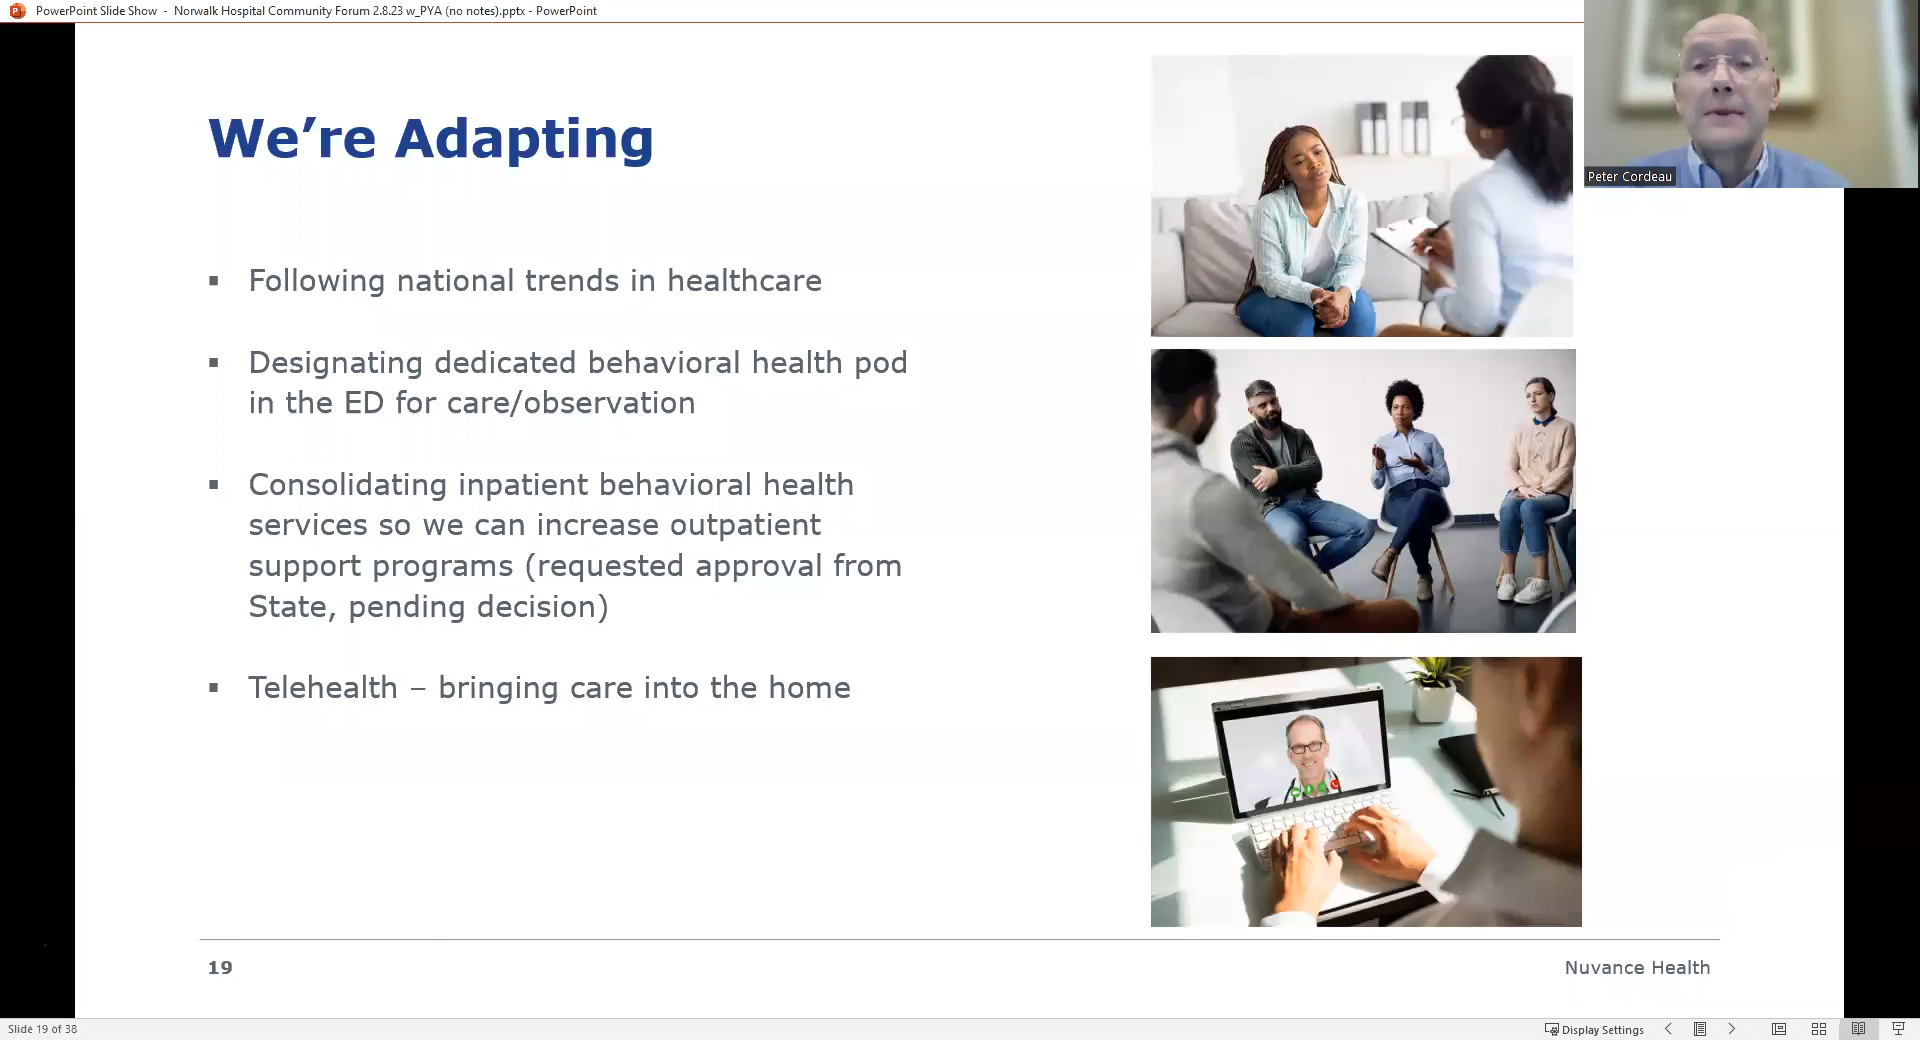 PowerPoint Slide Show - Norwalk Hospital Community Forum 2.8.23 w_PYA (no notes).pptx - PowerPoint
We’re Adapting
Peter Cordeau
▪ Following national trends in healthcare
▪ Designating dedicated behavioral health pod
in the ED for care/observation
▪ Consolidating inpatient behavioral health
services so we can increase outpatient
support programs (requested approval from
State, pending decision)
▪ Telehealth – bringing care into the home
19
Nuvance Health
Slide 19 of 38
Display Settings